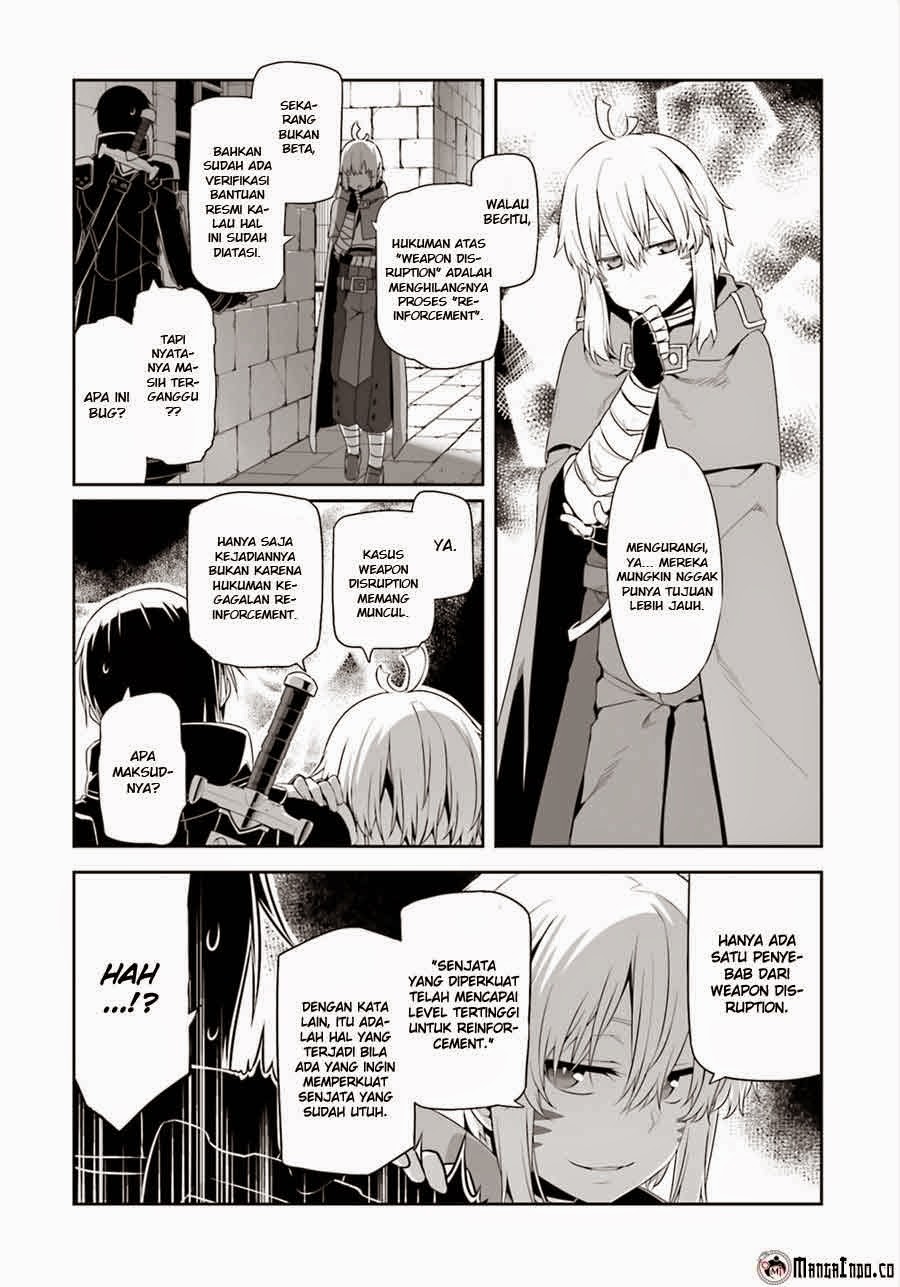 MENGURANGI,
YA... MEREKA
MUNGKIN NGGAK
PUNYA TUJUAN
LEBIH JAUH.
WALAU
BEGITU,
HUKUMAN ATAS
"WEAPON DIS-
RUPTION" ADALAH
MENGHILANGNYA
PROSES "RE-
INFORCEMENT".
SEKA-
RANG
BUKAN
BETA,
BAHKAN
SUDAH ADA
VERIFIKASI
BANTUAN
RESMI KA-
LAU HAL
INI SUDAH
DIATASI.
TAPI
NYATA-
NYA MA-
SIH TER-
GANGGU
??
APA INI
BUG?
YA.
KASUS
WEAPON
DISRUPTION
MEMANG
MUNCUL.
HANYA SAJA
KEJADIANNYA
BUKAN KARENA
HUKUMAN KE-
GAGALAN RE-
INFORCEMENT.
APA
MAKSUD-
NYA?
HANYA ADA
SATU PENYE-
BAB DARI
WEAPON DIS-
RUPTION.
"SENJATA
YANG DIPERKUAT
TELAH MENCAPAI
LEVEL TERTINGGI
UNTUK REINFOR-
CEMENT."
DENGAN KATA
LAIN, ITU ADA-
LAH HAL YANG
TERJADI BILA
ADA YANG INGIN
MEMPERKUAT
SENJATA YANG
SUDAH UTUH.
HAH
...!?
MANGAINDO.CO